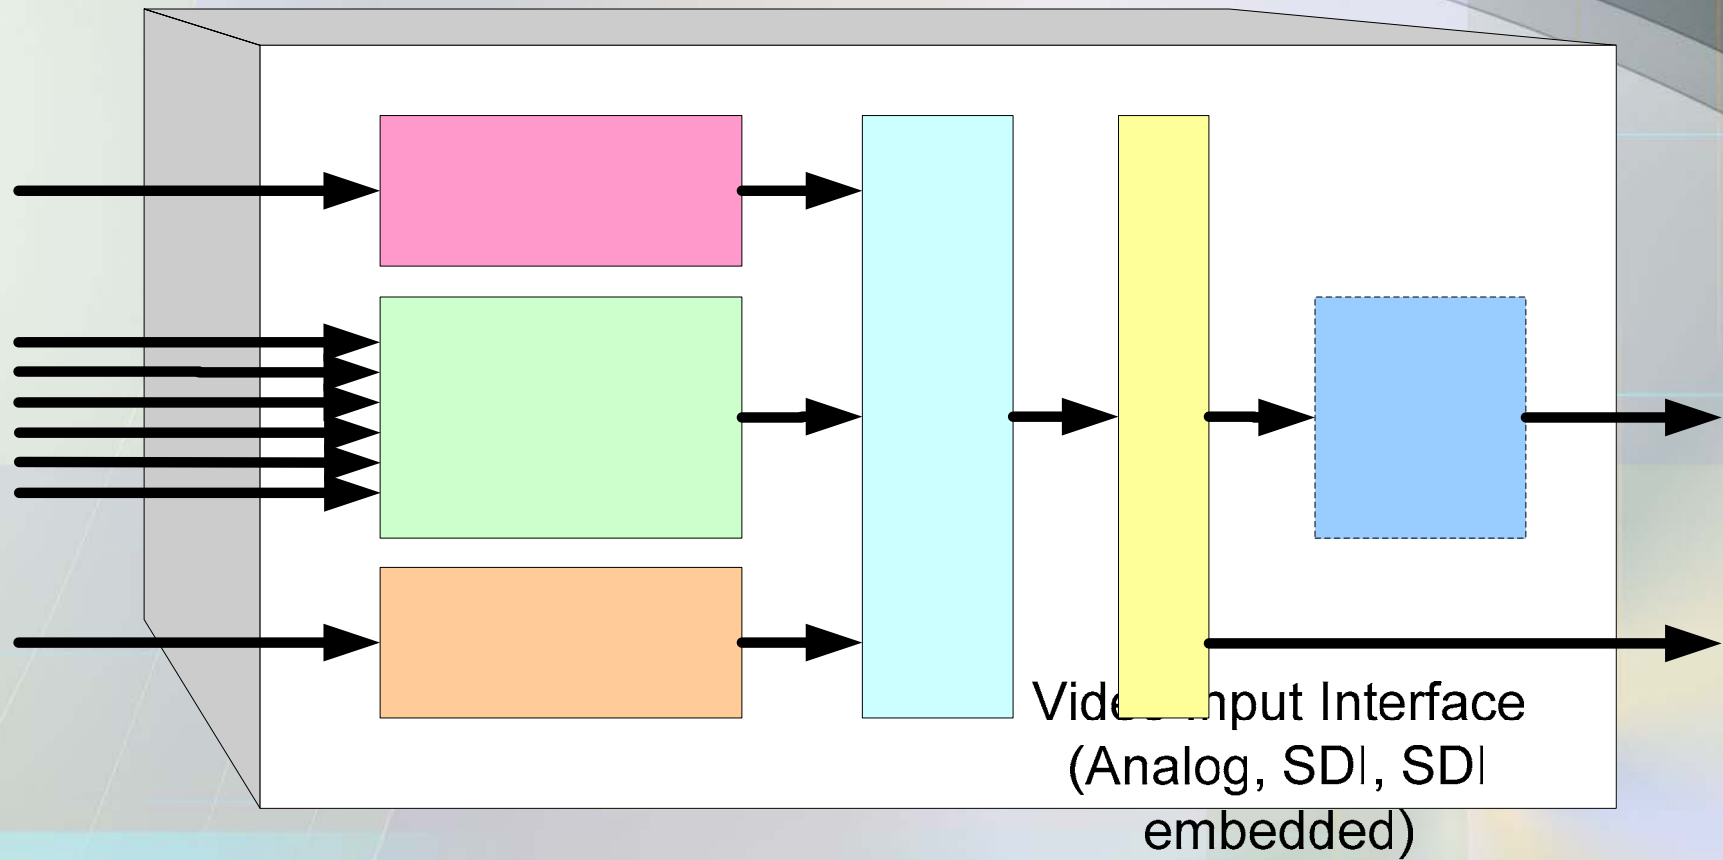 Video Input Interface
(Analog, SDI, SDI
embedded)